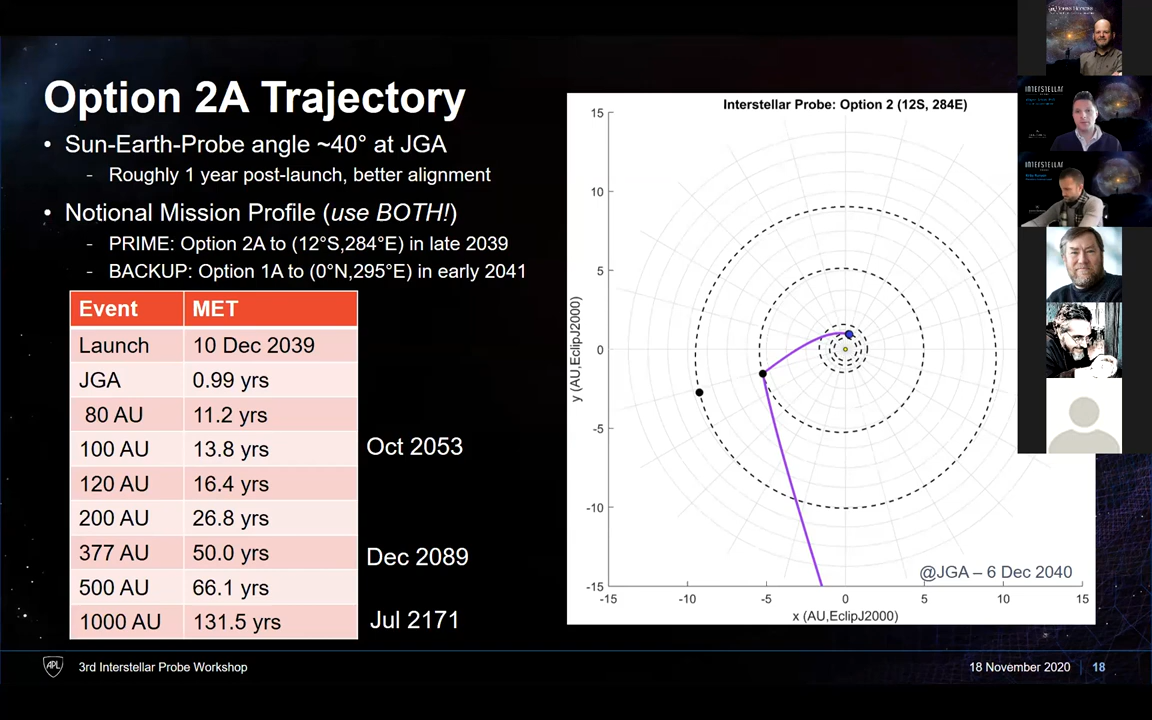 Option 2A Trajectory
• Sun-Earth-Probe angle ~40° at JGA
- Roughly 1 year post-launch, better alignment
• Notional Mission Profile (use BOTH!)
- PRIME: Option 2A to (12°S,284°E) in late 2039
- BACKUP: Option 1A to (0°N,295°E) in early 2041
Event MET
Launch 10 Dec 2039
JGA 0.99 yrs
80 AU 11.2 yrs
100 AU 13.8 yrs
Oct 2053
120 AU 16.4 yrs
200 AU 26.8 yrs
377 AU 50.0 yrs
Dec 2089
500 AU 66.1 yrs
1000 AU 131.5 yrs
Jul 2171
Interstellar Probe: Option 2 (12S, 284E)
15
10
5
0
-5
-10
-15
y (AU,EclipJ2000)
@JGA – 6 Dec 2040
-15 -10 -5 0 5 10 15
x (AU,EclipJ2000)
INTERSTELLAR
INTERSTELLAR
APL
3rd Interstellar Probe Workshop
18 November 2020
18